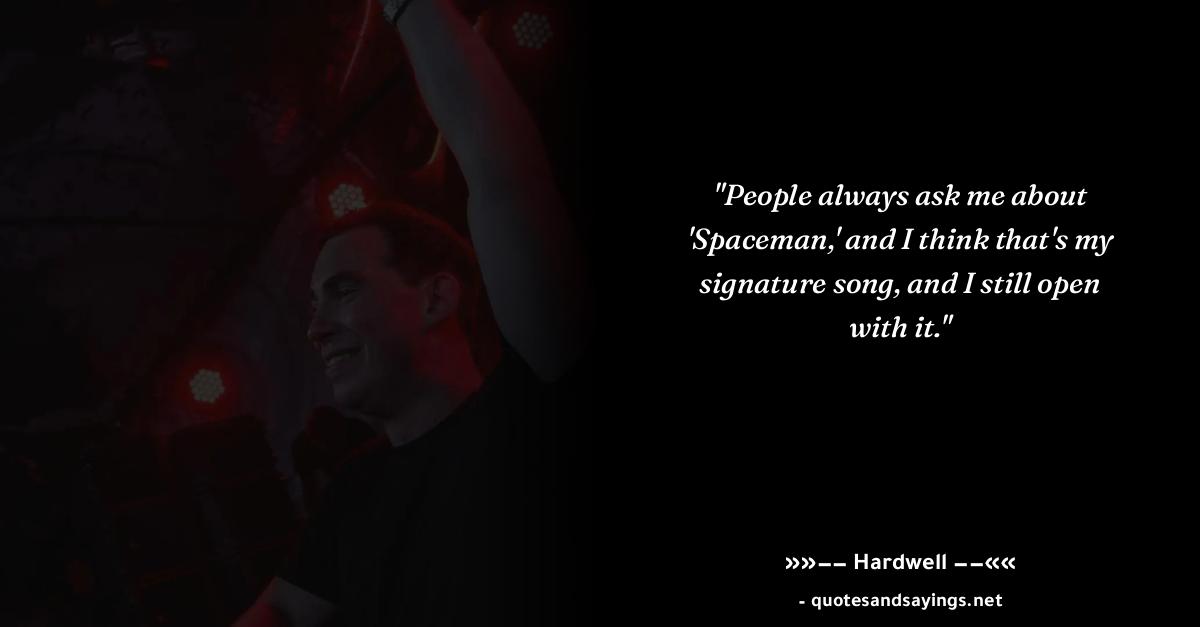 "People always ask me about
'Spaceman,' and I think that's my
signature song, and I still open
with it."
»»−− Hardwell −−««
- quotesandsayings.net